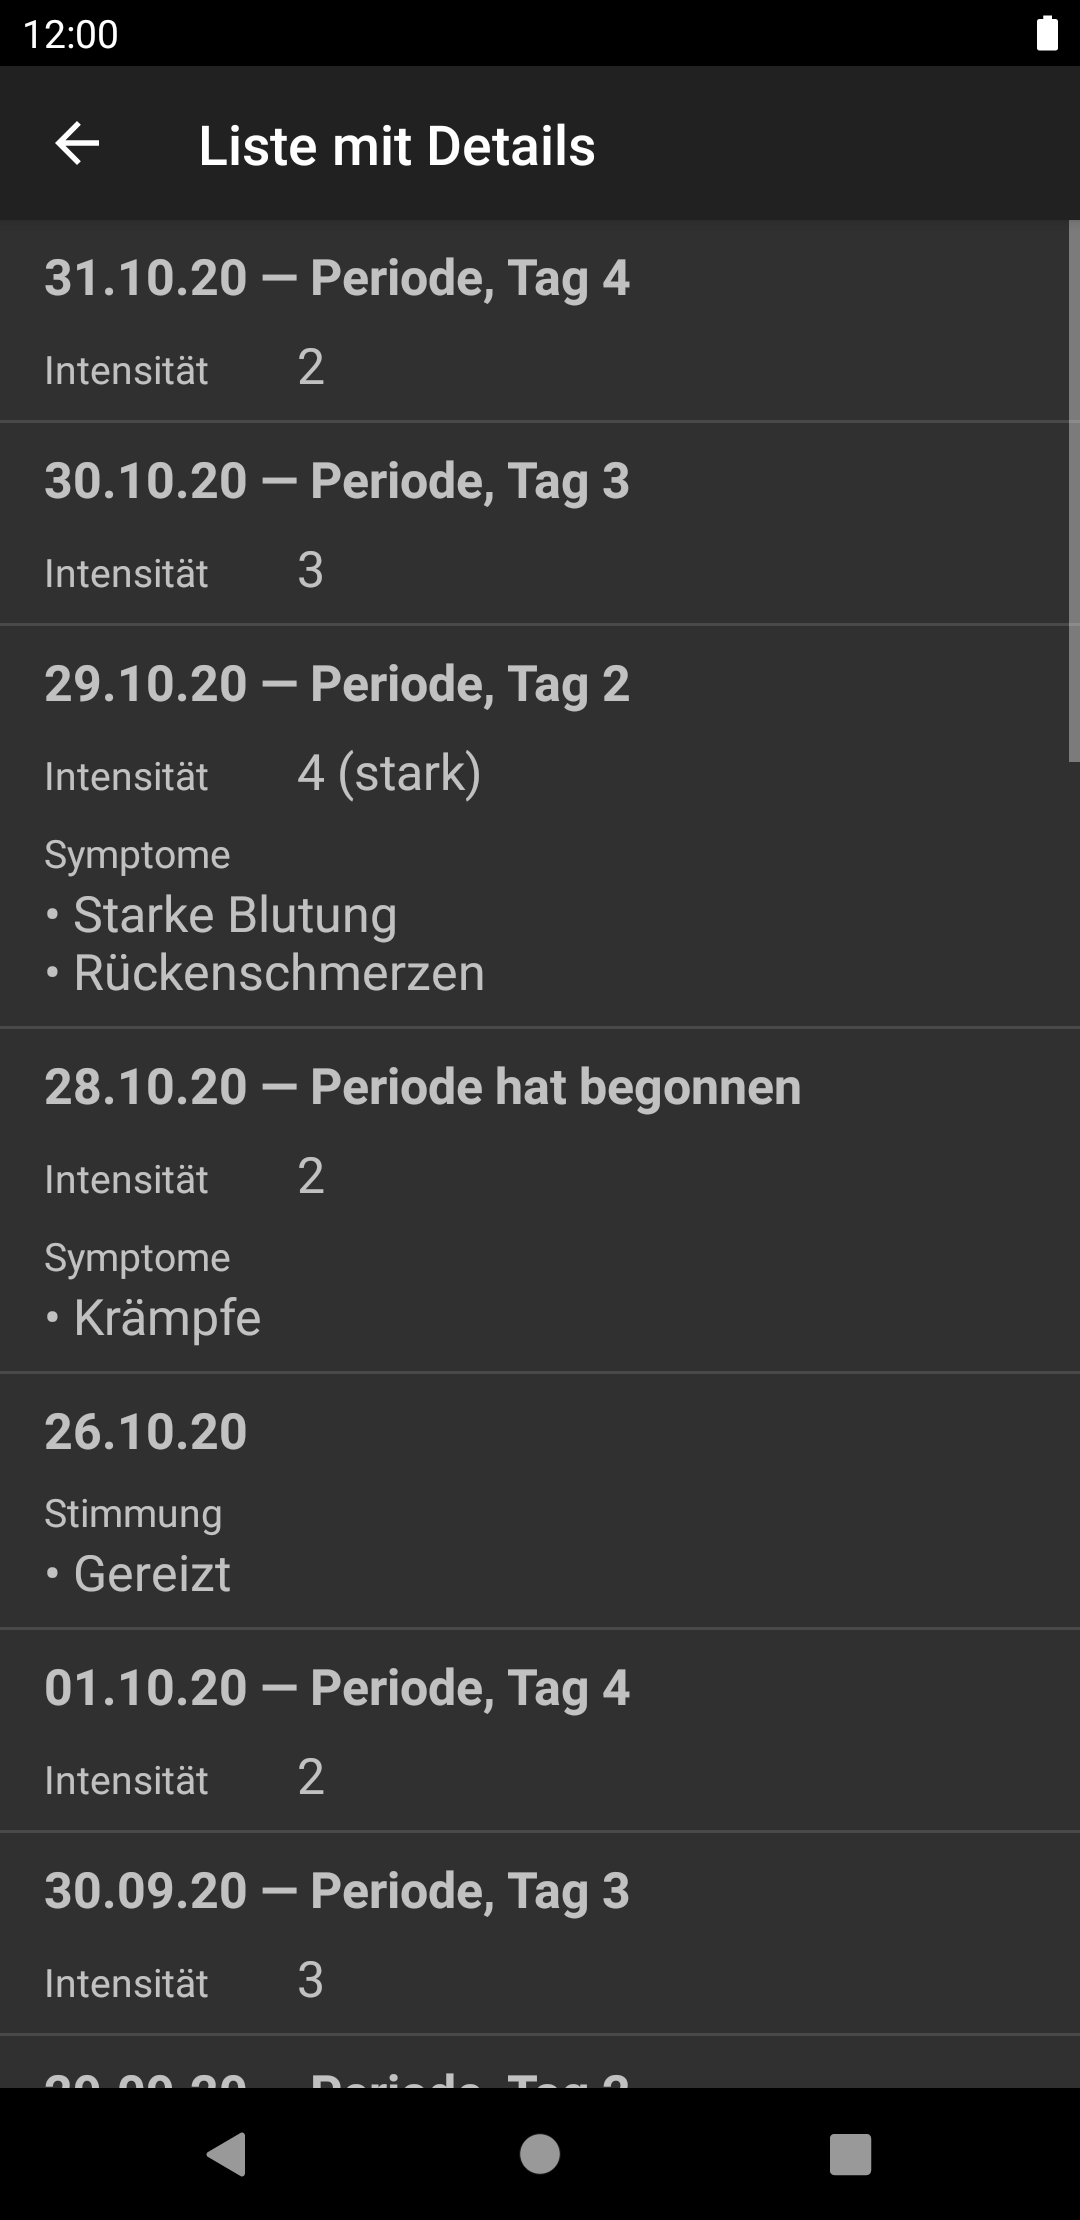 12:00
Liste mit Details
31.10.20 — Periode, Tag 4
Intensität 2
30.10.20 — Periode, Tag 3
Intensität 3
29.10.20 — Periode, Tag 2
Intensität 4 (stark)
Symptome
• Starke Blutung
• Rückenschmerzen
28.10.20 — Periode hat begonnen
Intensität 2
Symptome
• Krämpfe
26.10.20
Stimmung
• Gereizt
01.10.20 — Periode, Tag 4
Intensität 2
30.09.20 — Periode, Tag 3
Intensität 3